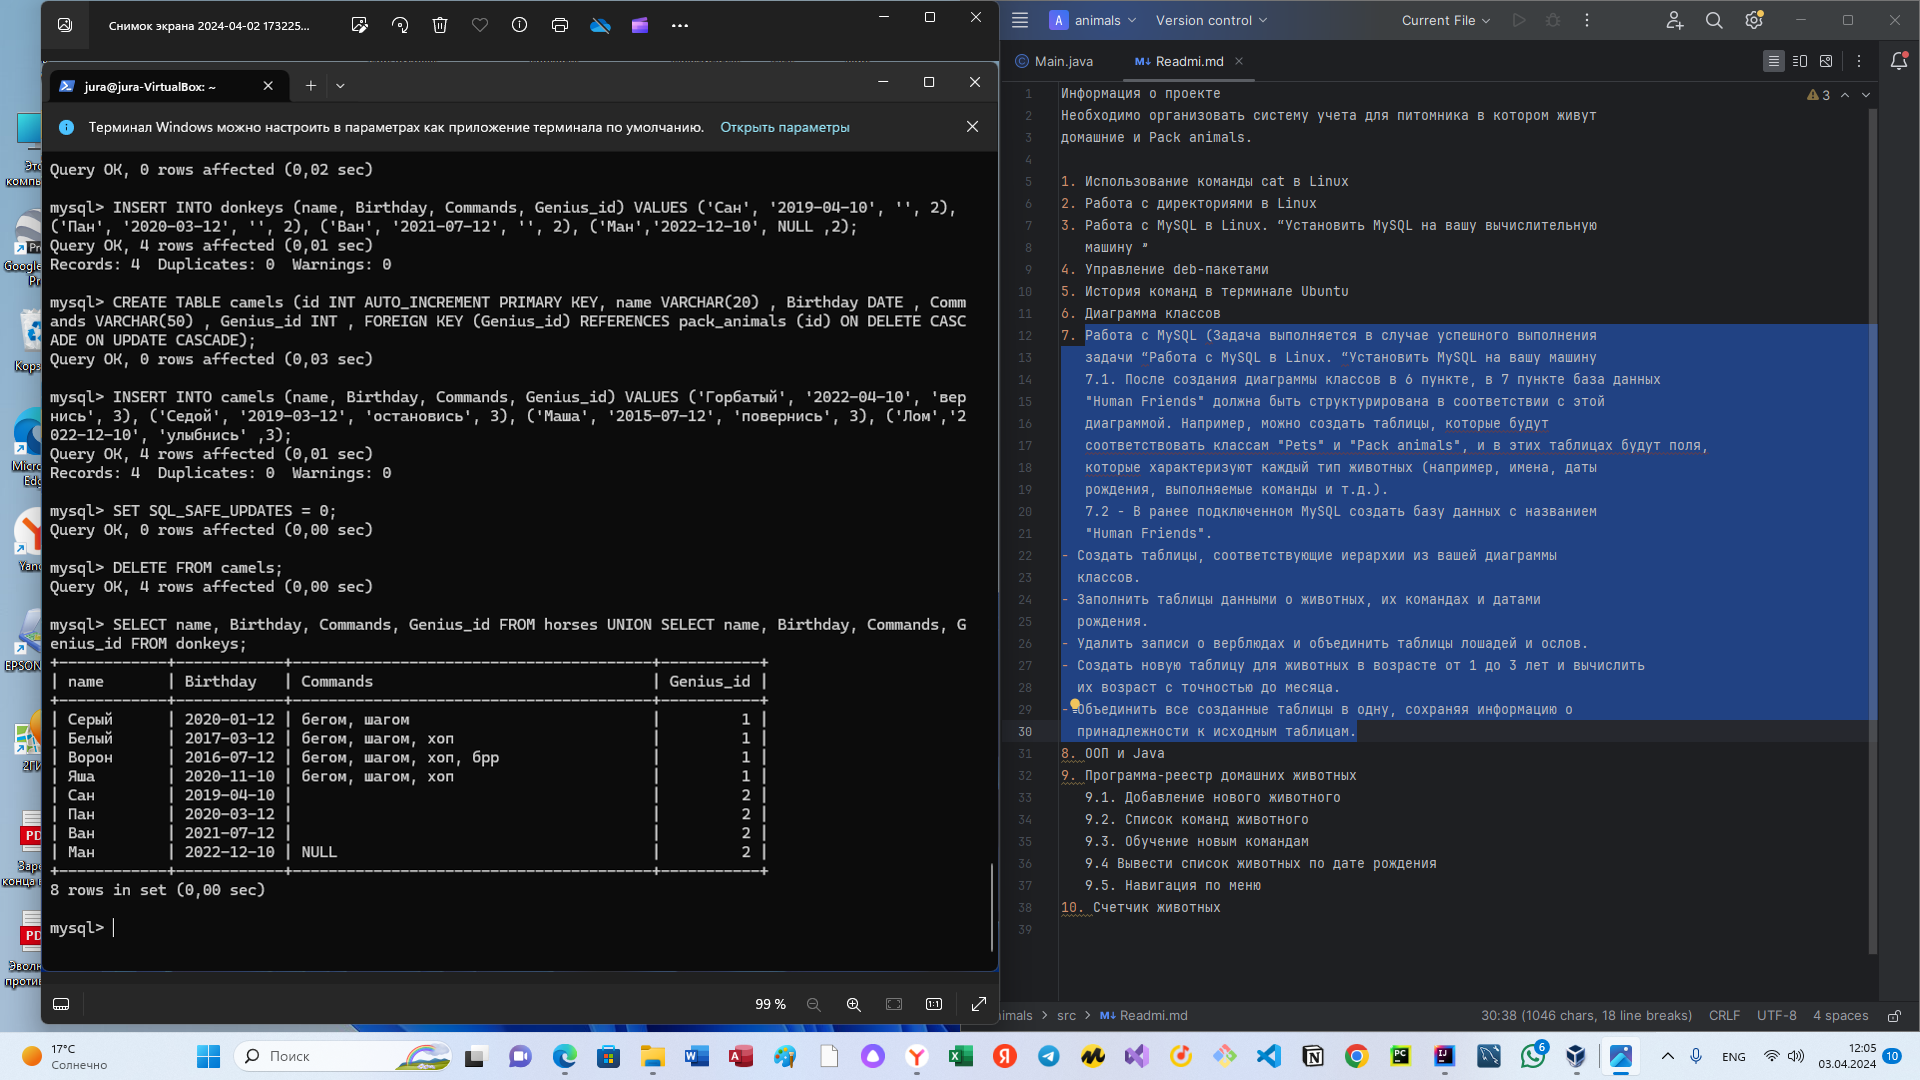 Снимок экрана 2024-04-02 173225...
jura@jura-VirtualBox: ~
Терминал Windows можно настроить в параметрах как приложение терминала по умолчанию. Открыть параметры
Query OK, 0 rows affected (0,02 sec)
mysql> INSERT INTO donkeys (name, Birthday, Commands, Genius_id) VALUES ('Сан', '2019-04-10', '', 2),
('Пан', '2020-03-12', '', 2), ('Ван', '2021-07-12', '', 2), ('Ман','2022-12-10', NULL ,2);
Query OK, 4 rows affected (0,01 sec)
Records: 4  Duplicates: 0  Warnings: 0
mysql> CREATE TABLE camels (id INT AUTO_INCREMENT PRIMARY KEY, name VARCHAR(20) , Birthday DATE , Comm
ands VARCHAR(50) , Genius_id INT , FOREIGN KEY (Genius_id) REFERENCES pack_animals (id) ON DELETE CASC
ADE ON UPDATE CASCADE);
Query OK, 0 rows affected (0,03 sec)
mysql> INSERT INTO camels (name, Birthday, Commands, Genius_id) VALUES ('Горбатый', '2022-04-10', 'вер
нись', 3), ('Седой', '2019-03-12', 'остановись', 3), ('Маша', '2015-07-12', 'повернись', 3), ('Лом','2
022-12-10', 'улыбнись' ,3);
Query OK, 4 rows affected (0,01 sec)
Records: 4  Duplicates: 0  Warnings: 0
mysql> SET SQL_SAFE_UPDATES = 0;
Query OK, 0 rows affected (0,00 sec)
mysql> DELETE FROM camels;
Query OK, 4 rows affected (0,00 sec)
mysql> SELECT name, Birthday, Commands, Genius_id FROM horses UNION SELECT name, Birthday, Commands, G
enius_id FROM donkeys;
| name | Birthday | Commands | Genius_id |
| Серый | 2020-01-12 | бегом, шагом | 1 |
| Белый | 2017-03-12 | бегом, шагом, хоп | 1 |
| Ворон | 2016-07-12 | бегом, шагом, хоп, брр | 1 |
| Яша | 2020-11-10 | бегом, шагом, хоп | 1 |
| Сан | 2019-04-10 | | 2 |
| Пан | 2020-03-12 | | 2 |
| Ван | 2021-07-12 | | 2 |
| Ман | 2022-12-10 | NULL | 2 |
8 rows in set (0,00 sec)
mysql>
99 %
A animals Version control Current File
Main.java Readmi.md
3
1 Информация о проекте
2 Необходимо организовать систему учета для питомника в котором живут
3 домашние и Pack animals.
4
5 1. Использование команды cat в Linux
6 2. Работа с директориями в Linux
7 3. Работа с MySQL в Linux. “Установить MySQL на вашу вычислительную
8 машину ”
9 4. Управление deb-пакетами
10 5. История команд в терминале Ubuntu
11 6. Диаграмма классов
12 7. Работа с MySQL (Задача выполняется в случае успешного выполнения
13 задачи “Работа с MySQL в Linux. “Установить MySQL на вашу машину
14 7.1. После создания диаграммы классов в 6 пункте, в 7 пункте база данных
15 "Human Friends" должна быть структурирована в соответствии с этой
16 диаграммой. Например, можно создать таблицы, которые будут
17 соответствовать классам "Pets" и "Pack animals", и в этих таблицах будут поля,
18 которые характеризуют каждый тип животных (например, имена, даты
19 рождения, выполняемые команды и т.д.).
20 7.2 - В ранее подключенном MySQL создать базу данных с названием
21 "Human Friends".
22 - Создать таблицы, соответствующие иерархии из вашей диаграммы
23 классов.
24 - Заполнить таблицы данными о животных, их командах и датами
25 рождения.
26 - Удалить записи о верблюдах и объединить таблицы лошадей и ослов.
27 - Создать новую таблицу для животных в возрасте от 1 до 3 лет и вычислить
28 их возраст с точностью до месяца.
29 - Объединить все созданные таблицы в одну, сохраняя информацию о
30 принадлежности к исходным таблицам.
31 8. ООП и Java
32 9. Программа-реестр домашних животных
33 9.1. Добавление нового животного
34 9.2. Список команд животного
35 9.3. Обучение новым командам
36 9.4 Вывести список животных по дате рождения
37 9.5. Навигация по меню
38 10. Счетчик животных
39
nimals > src > Readmi.md 30:38 (1046 chars, 18 line breaks) CRLF UTF-8 4 spaces
17°C
Солнечно
Поиск
6
ENG
12:05
03.04.2024
10